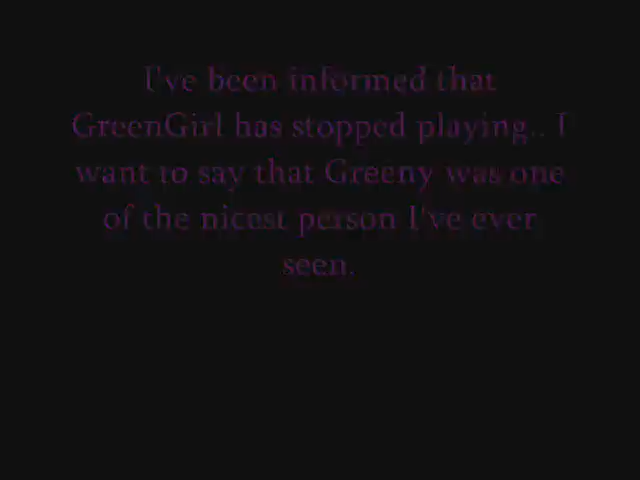 I've been informed that
GreenGirl has stopped playing.. I
want to say that Greeny was one
of the nicest person I've ever
seen.